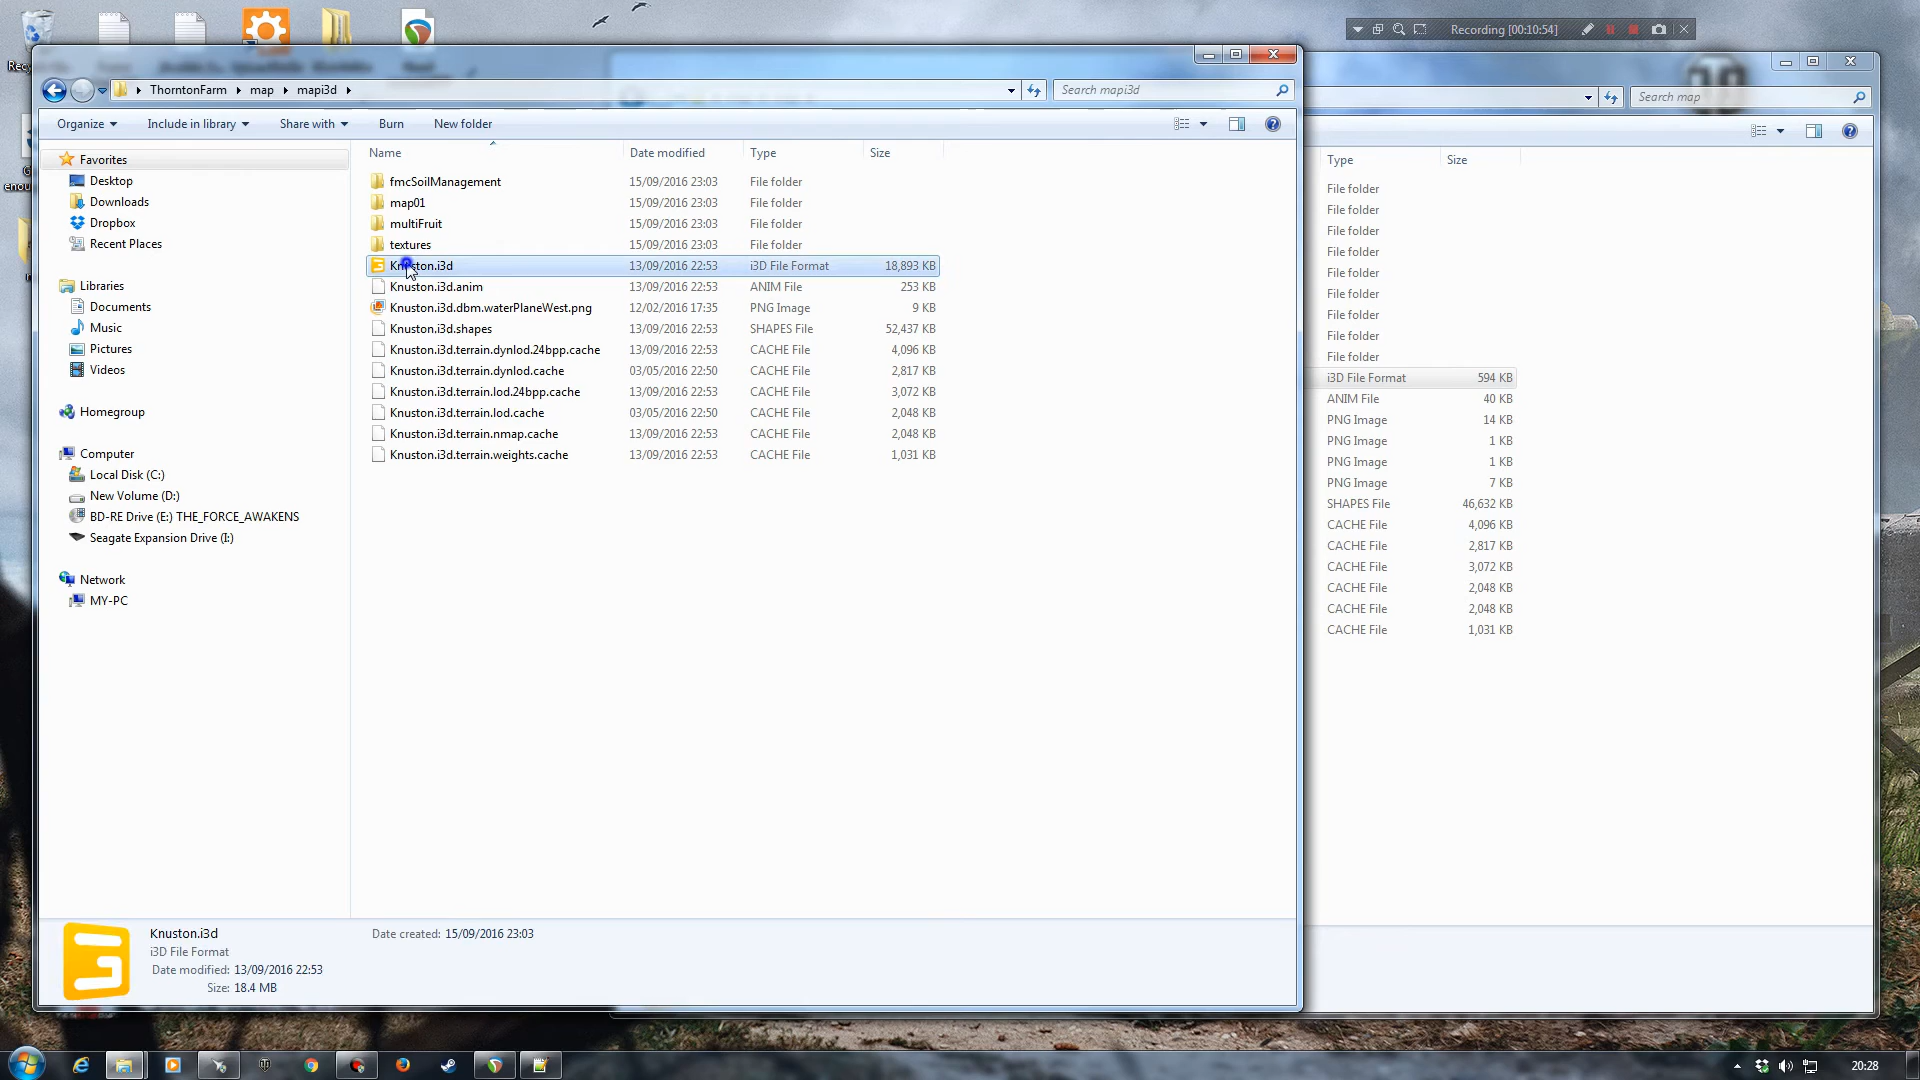 Recording [00:10:54]
ThorntonFarm map mapi3d
Search mapi3d
Search map
Organize Include in library Share with Burn New folder
Name Date modified Type Size
Type Size
Favorites
Desktop
Downloads
Dropbox
Recent Places
Libraries
Documents
Music
Pictures
Videos
Homegroup
Computer
Local Disk (C:)
New Volume (D:)
BD-RE Drive (E:) THE_FORCE_AWAKENS
Seagate Expansion Drive (I:)
Network
MY-PC
fmcSoilManagement 15/09/2016 23:03 File folder
map01 15/09/2016 23:03 File folder
multiFruit 15/09/2016 23:03 File folder
textures 15/09/2016 23:03 File folder
Knuston.i3d 13/09/2016 22:53 i3D File Format 18,893 KB
Knuston.i3d.anim 13/09/2016 22:53 ANIM File 253 KB
Knuston.i3d.dbm.waterPlaneWest.png 12/02/2016 17:35 PNG Image 9 KB
Knuston.i3d.shapes 13/09/2016 22:53 SHAPES File 52,437 KB
Knuston.i3d.terrain.dynlod.24bpp.cache 13/09/2016 22:53 CACHE File 4,096 KB
Knuston.i3d.terrain.dynlod.cache 03/05/2016 22:50 CACHE File 2,817 KB
Knuston.i3d.terrain.lod.24bpp.cache 13/09/2016 22:53 CACHE File 3,072 KB
Knuston.i3d.terrain.lod.cache 03/05/2016 22:50 CACHE File 2,048 KB
Knuston.i3d.terrain.nmap.cache 13/09/2016 22:53 CACHE File 2,048 KB
Knuston.i3d.terrain.weights.cache 13/09/2016 22:53 CACHE File 1,031 KB
File folder
File folder
File folder
File folder
File folder
File folder
File folder
File folder
File folder
i3D File Format 594 KB
ANIM File 40 KB
PNG Image 14 KB
PNG Image 1 KB
PNG Image 1 KB
PNG Image 7 KB
SHAPES File 46,632 KB
CACHE File 4,096 KB
CACHE File 2,817 KB
CACHE File 3,072 KB
CACHE File 2,048 KB
CACHE File 2,048 KB
CACHE File 1,031 KB
Knuston.i3d
i3D File Format
Date modified: 13/09/2016 22:53
Size: 18.4 MB
Date created: 15/09/2016 23:03
20:28